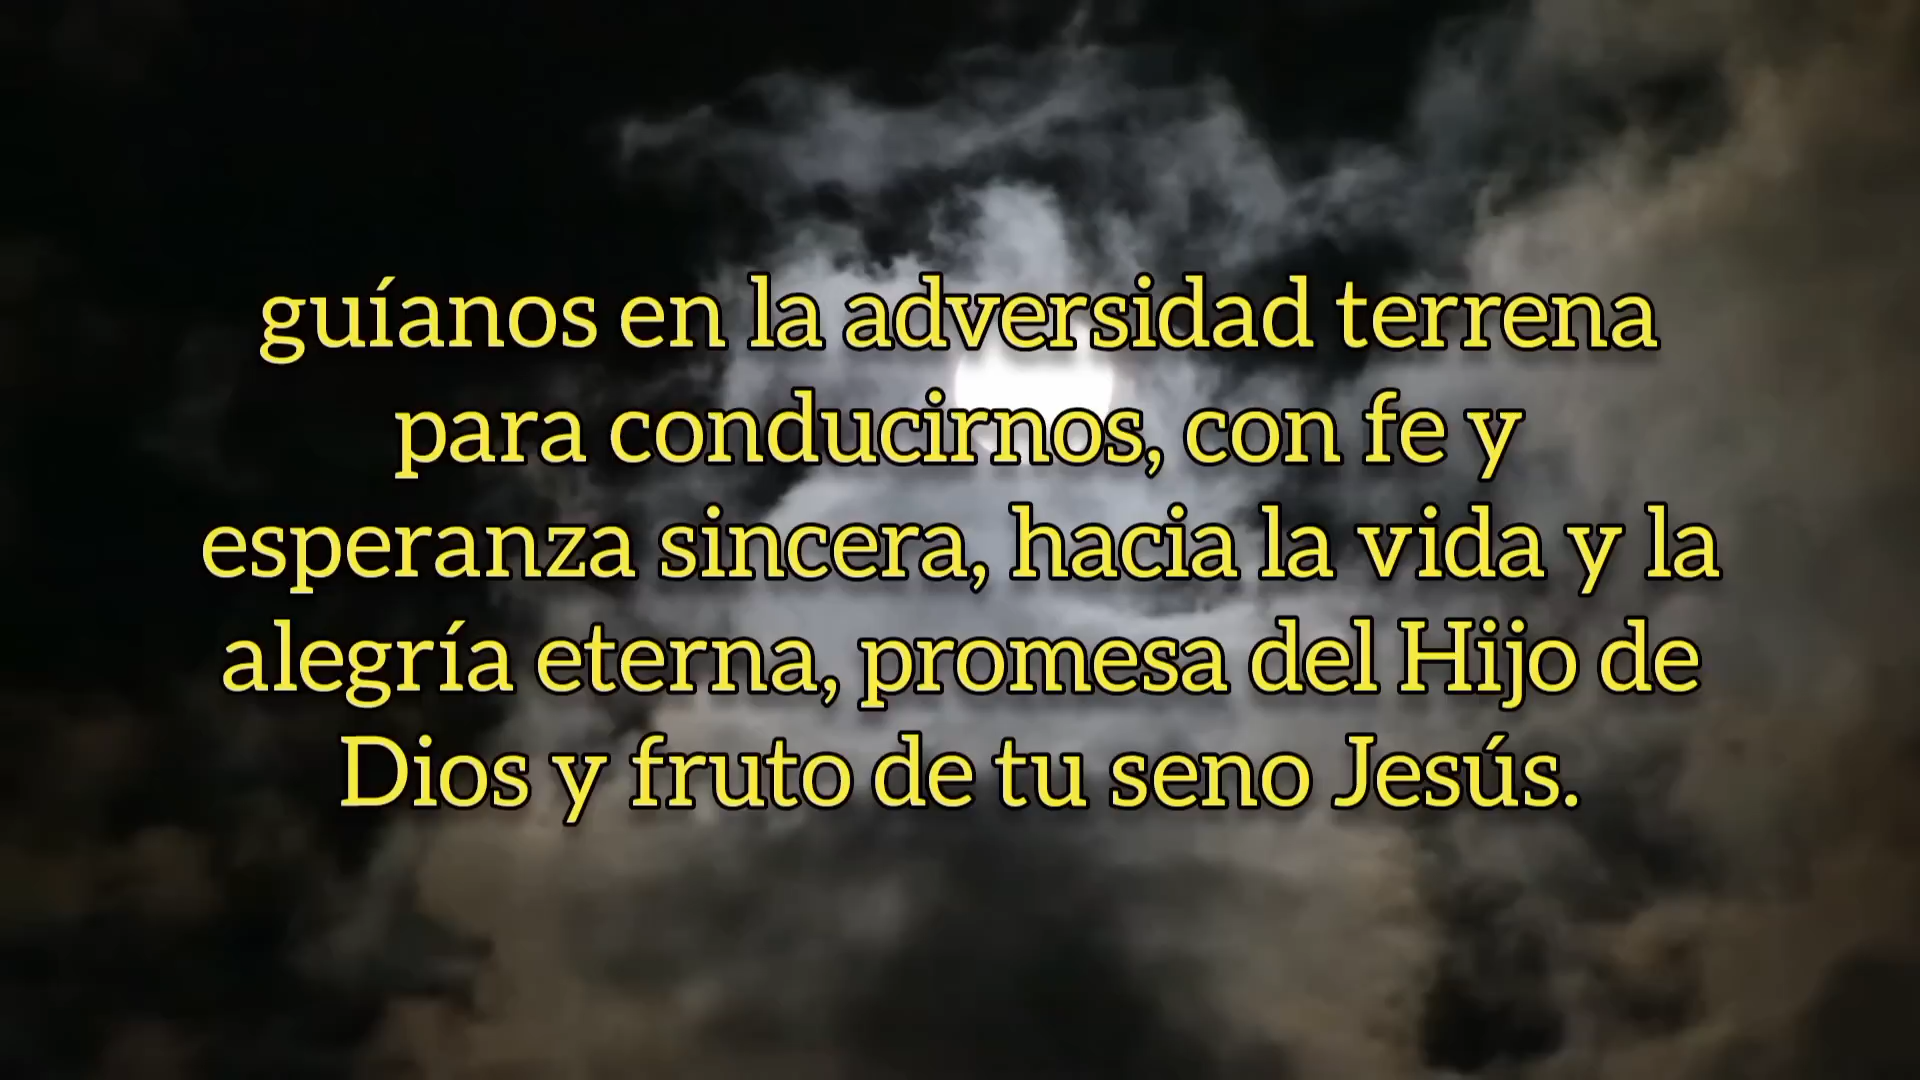 guíanos en la adversidad terrena
para conducirnos, con fe y
esperanza sincera, hacia la vida y la
alegría eterna, promesa del Hijo de
Dios y fruto de tu seno Jesús.